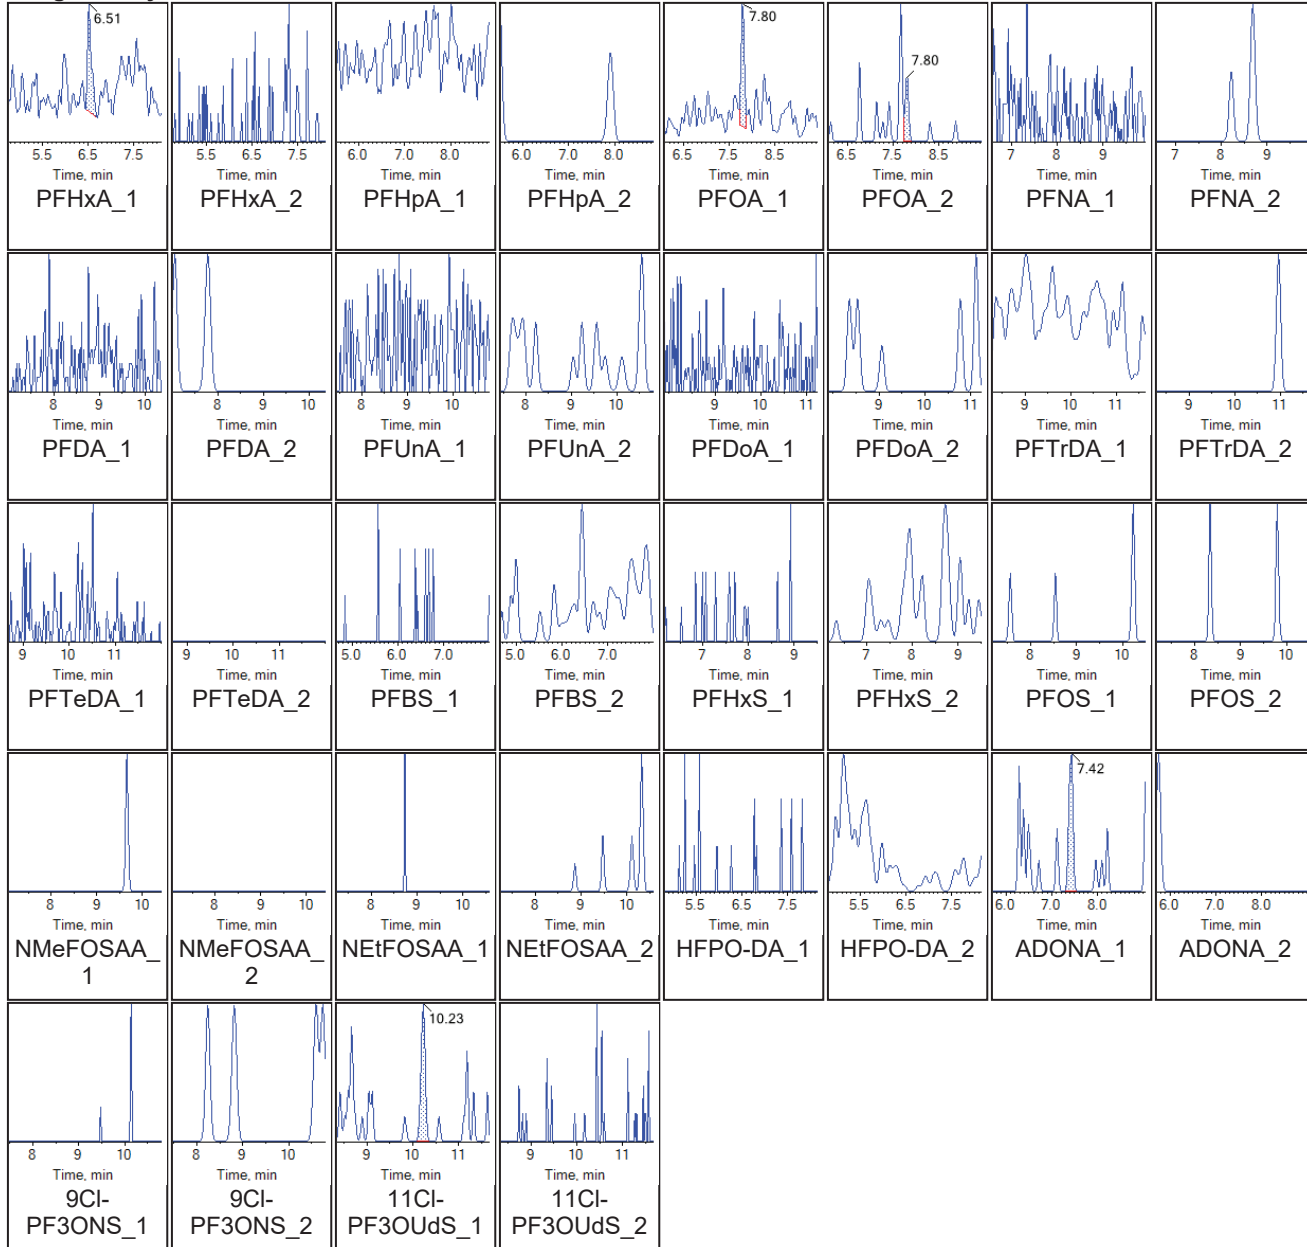 6.51
7.80
7.80
5.5 6.5 7.5
5.5 6.5 7.5
6.0 7.0 8.0
6.0 7.0 8.0
6.5 7.5 8.5
6.5 7.5 8.5
7 8 9
7 8 9
Time, min Time, min Time, min Time, min Time, min Time, min Time, min Time, min
PFHxA_1 PFHxA_2 PFHpA_1 PFHpA_2 PFOA_1 PFOA_2 PFNA_1 PFNA_2
8 9 10
8 9 10
8 9 10
8 9 10
9 10 11
9 10 11
9 10 11
9 10 11
Time, min Time, min Time, min Time, min Time, min Time, min Time, min Time, min
PFDA_1 PFDA_2 PFUnA_1 PFUnA_2 PFDoA_1 PFDoA_2 PFTrDA_1 PFTrDA_2
9 10 11
9 10 11
5.0 6.0 7.0
5.0 6.0 7.0
7 8 9
7 8 9
8 9 10
8 9 10
Time, min Time, min Time, min Time, min Time, min Time, min Time, min Time, min
PFTeDA_1 PFTeDA_2 PFBS_1 PFBS_2 PFHxS_1 PFHxS_2 PFOS_1 PFOS_2
7.42
8 9 10
8 9 10
8 9 10
8 9 10
5.5 6.5 7.5
5.5 6.5 7.5
6.0 7.0 8.0
6.0 7.0 8.0
Time, min Time, min Time, min Time, min Time, min Time, min Time, min Time, min
NMeFOSAA_ NMeFOSAA_ NEtFOSAA_1 NEtFOSAA_2 HFPO-DA_1 HFPO-DA_2 ADONA_1 ADONA_2
1 2
10.23
8 9 10
8 9 10
9 10 11
9 10 11
Time, min Time, min Time, min Time, min
9Cl- 9Cl- 11Cl- 11Cl-
PF3ONS_1 PF3ONS_2 PF3OUdS_1 PF3OUdS_2